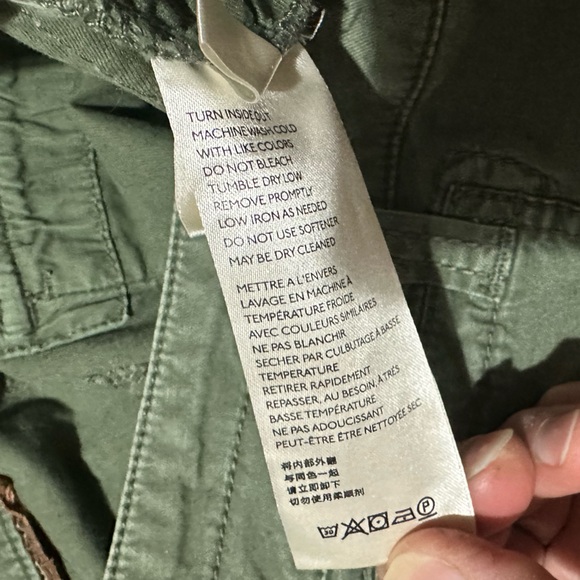 TURN INSIDE OUT
MACHINE WASH COLD
WITH LIKE COLORS
DO NOT BLEACH
TUMBLE DRY LOW
REMOVE PROMPTLY
LOW IRON AS NEEDED
DO NOT USE SOFTENER
MAY BE DRY CLEANED
METTRE A L'ENVERS
LAVAGE EN MACHINE À
TEMPÉRATURE FROIDE
AVEC COULEURS SIMILAIRES
NE PAS BLANCHIR
SECHER PAR CULBUTAGE A BASSE
TEMPERATURE
RETIRER RAPIDEMENT
REPASSER, AU BESOIN, À TRÈS
BASSE TEMPÉRATURE
NE PAS ADOUCISSANT
PEUT-ÊTRE ÊTRE NETTOYÉE SEC
将内部外翻
与同色一起
请立即卸下
切勿使用柔顺剂
30 P